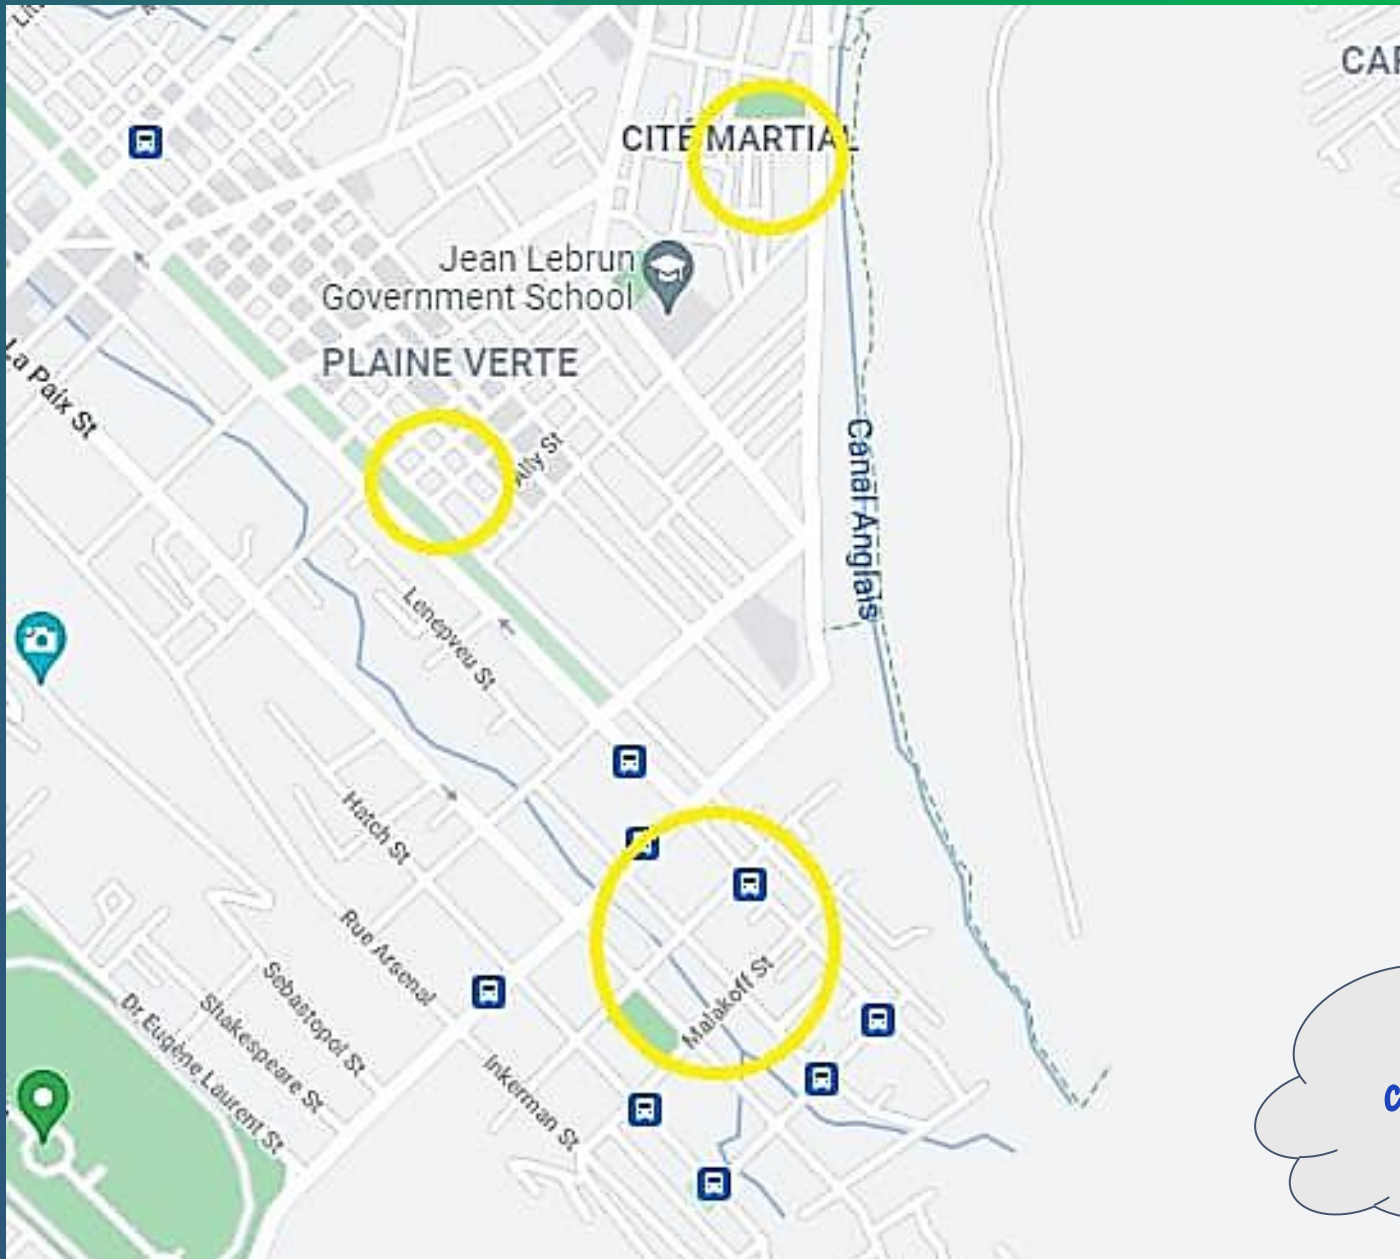 CITÉ MARTIAL
Jean Lebrun
Government School
PLAINE VERTE
La Paix St
Ally St
Canal Anglais
Lenepveu St
Hatch St
Rue Arsenal
Sebastopol St
Shakespeare St
Dr Eugène Laurent St
Malakoff St
Inkerman St